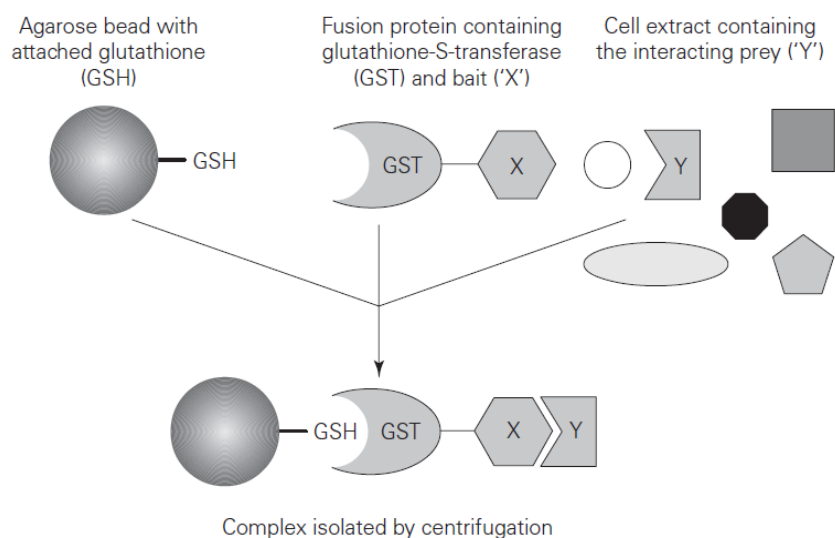 Agarose bead with
attached glutathione
(GSH)
Fusion protein containing
glutathione-S-transferase
(GST) and bait (‘X’)
Cell extract containing
the interacting prey (‘Y’)
GSH
GST
X
Y
GSH
GST
X
Y
Complex isolated by centrifugation